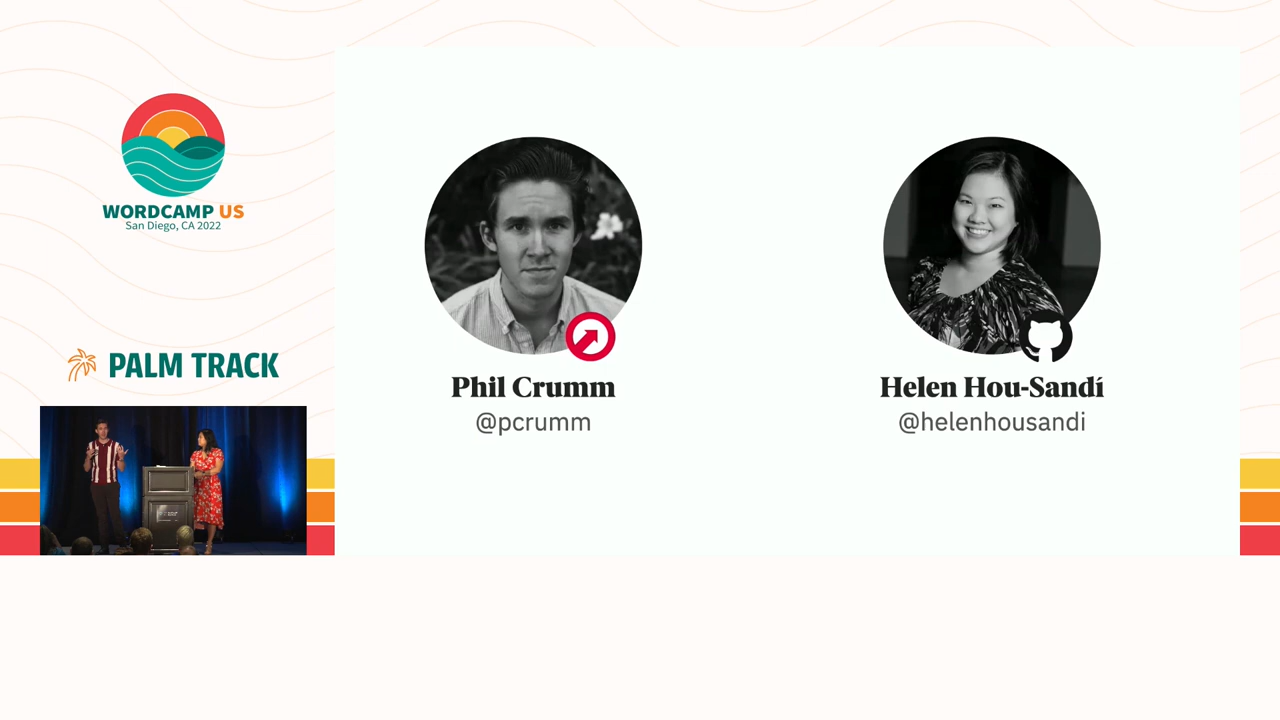 WORDCAMP US
San Diego, CA 2022
PALM TRACK
Phil Crumm
@pcrumm
Helen Hou-Sandí
@helenhousandi